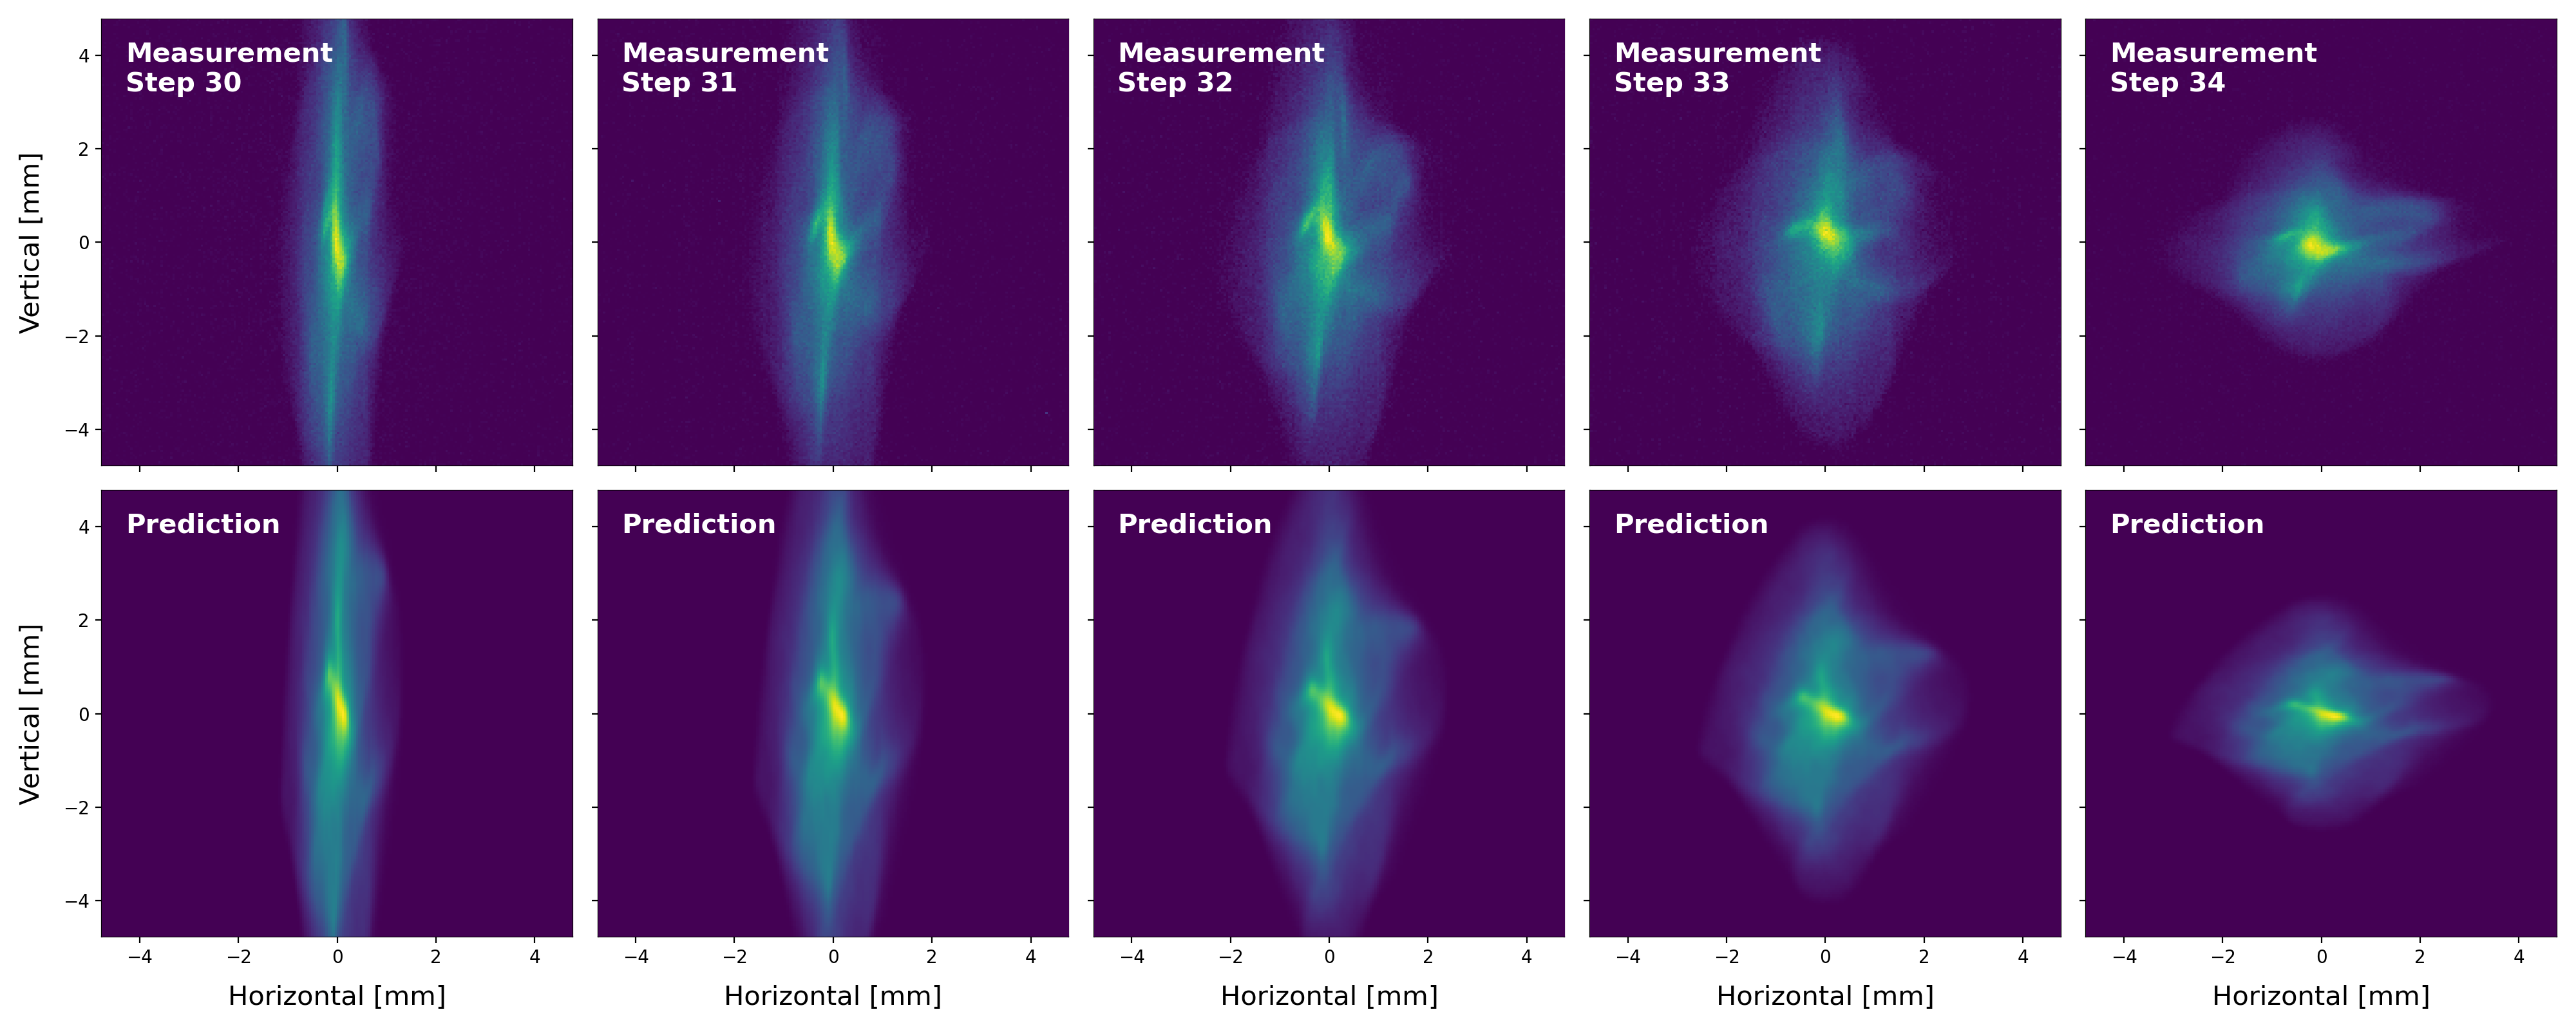 Measurement
Step 30
Measurement
Step 31
Measurement
Step 32
Measurement
Step 33
Measurement
Step 34
4
2
0
−2
−4
Vertical [mm]
Prediction
Prediction
Prediction
Prediction
Prediction
4
2
0
−2
−4
Vertical [mm]
−4 −2 0 2 4
−4 −2 0 2 4
−4 −2 0 2 4
−4 −2 0 2 4
−4 −2 0 2 4
Horizontal [mm]
Horizontal [mm]
Horizontal [mm]
Horizontal [mm]
Horizontal [mm]